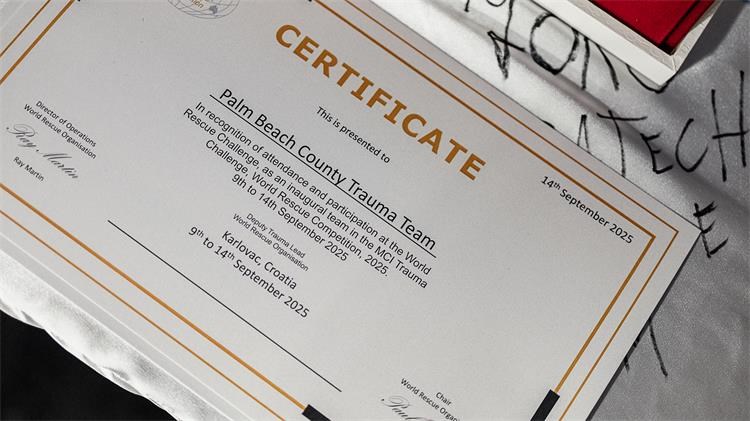 CERTIFICATE
This is presented to
Palm Beach County Trauma Team
In recognition of attendance and participation at the World
Rescue Challenge, as an inaugural team in the MCI Trauma
Challenge, World Rescue Competition, 2025.
9th to 14th September 2025
Deputy Trauma Lead
World Rescue Organisation
Karlovac, Croatia
9th to 14th September 2025
14th September 2025
Director of Operations
World Rescue Organisation
Ray Martin
Ray Martin
Chair
World Rescue
Paul